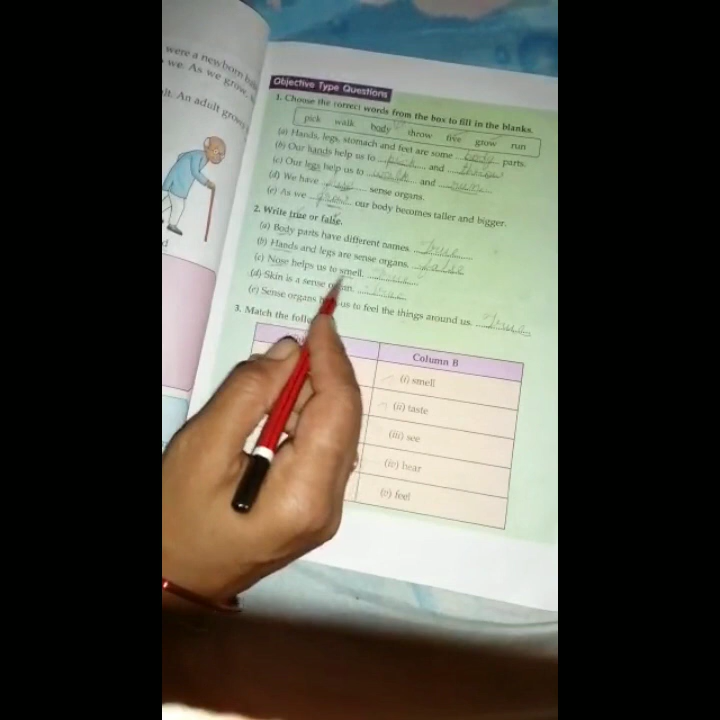 were a newborn
we. As we grow,
lt. An adult grows
d
Objective Type Questions
1. Choose the correct words from the box to fill in the blanks.
pick walk body throw five grow run
(a) Hands, legs, stomach and feet are some body parts.
(b) Our hands help us to pick and throw
(c) Our legs help us to walk and run
(d) We have five sense organs.
(e) As we grow our body becomes taller and bigger.
2. Write true or false.
(a) Body parts have different names. True
(b) Hands and legs are sense organs. false
(c) Nose helps us to smell. True
(d) Skin is a sense organ. True
(e) Sense organs help us to feel the things around us. True
3. Match the
Column B
(i) smell
(ii) taste
(iii) see
(iv) hear
(v) feel